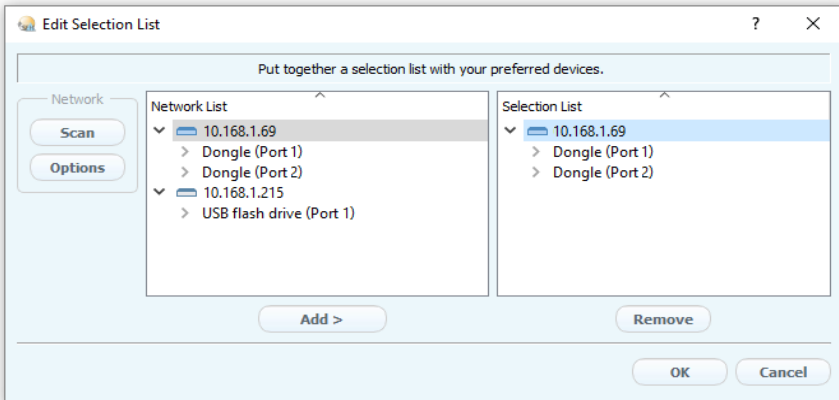 Edit Selection List
?
Put together a selection list with your preferred devices.
Network
Scan
Options
Network List
10.168.1.69
Dongle (Port 1)
Dongle (Port 2)
10.168.1.215
USB flash drive (Port 1)
Add >
Selection List
10.168.1.69
Dongle (Port 1)
Dongle (Port 2)
Remove
OK
Cancel